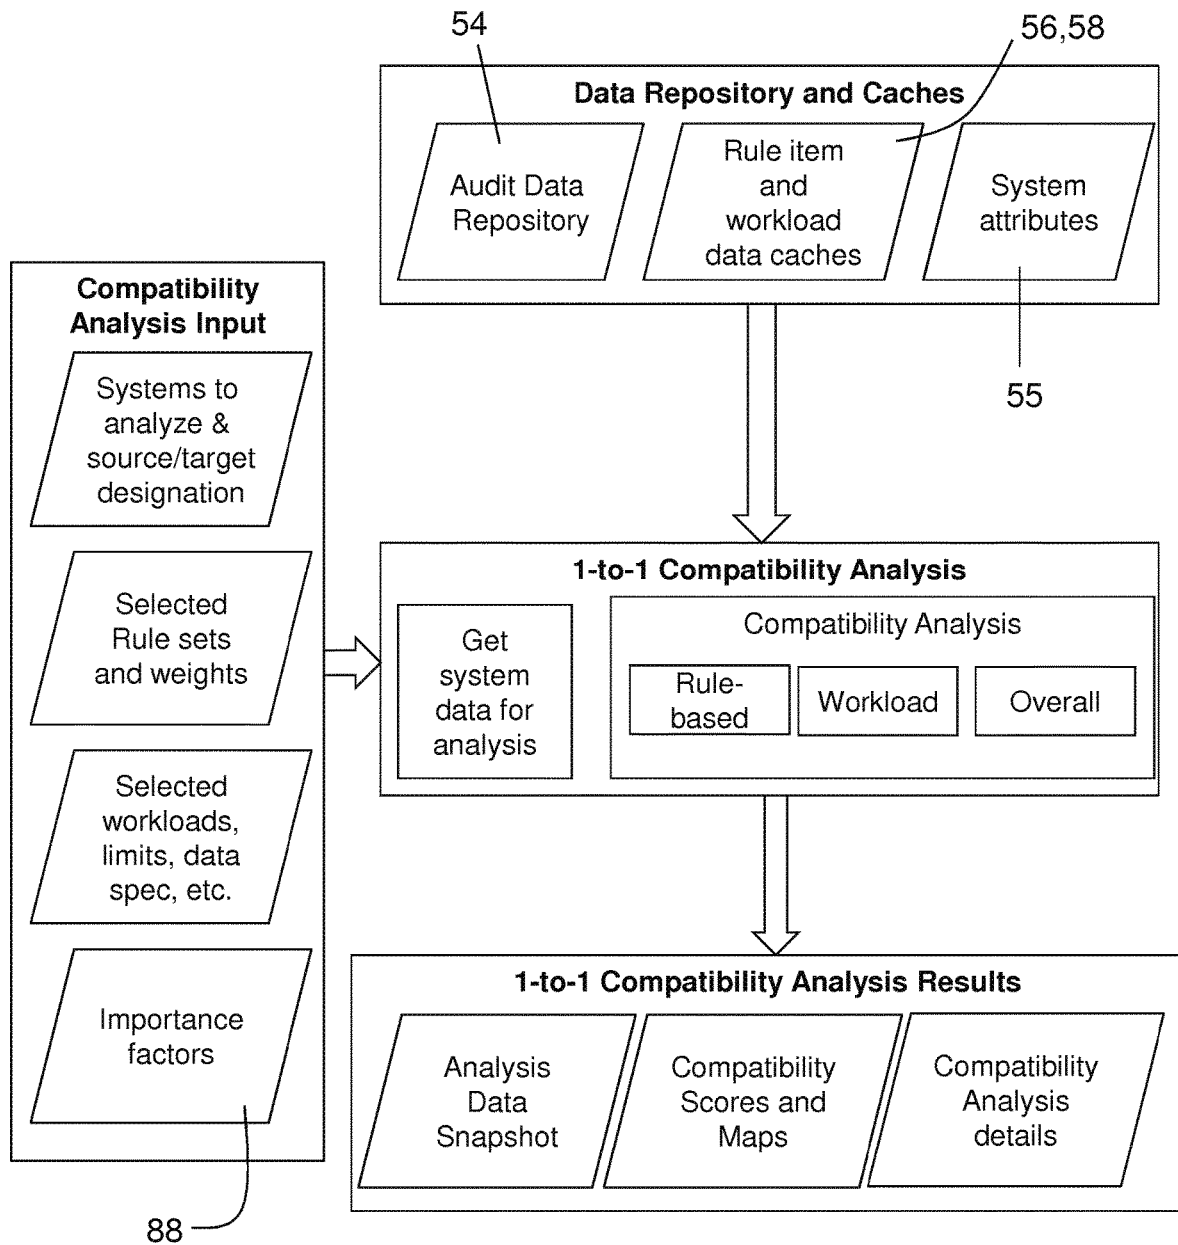 54
56,58
Data Repository and Caches
Audit Data
Repository
Rule item
and
workload
data caches
System
attributes
55
Compatibility
Analysis Input
Systems to
analyze &
source/target
designation
Selected
Rule sets
and weights
Selected
workloads,
limits, data
spec, etc.
Importance
factors
88
1-to-1 Compatibility Analysis
Get
system
data for
analysis
Compatibility Analysis
Rule-
based
Workload
Overall
1-to-1 Compatibility Analysis Results
Analysis
Data
Snapshot
Compatibility
Scores and
Maps
Compatibility
Analysis
details